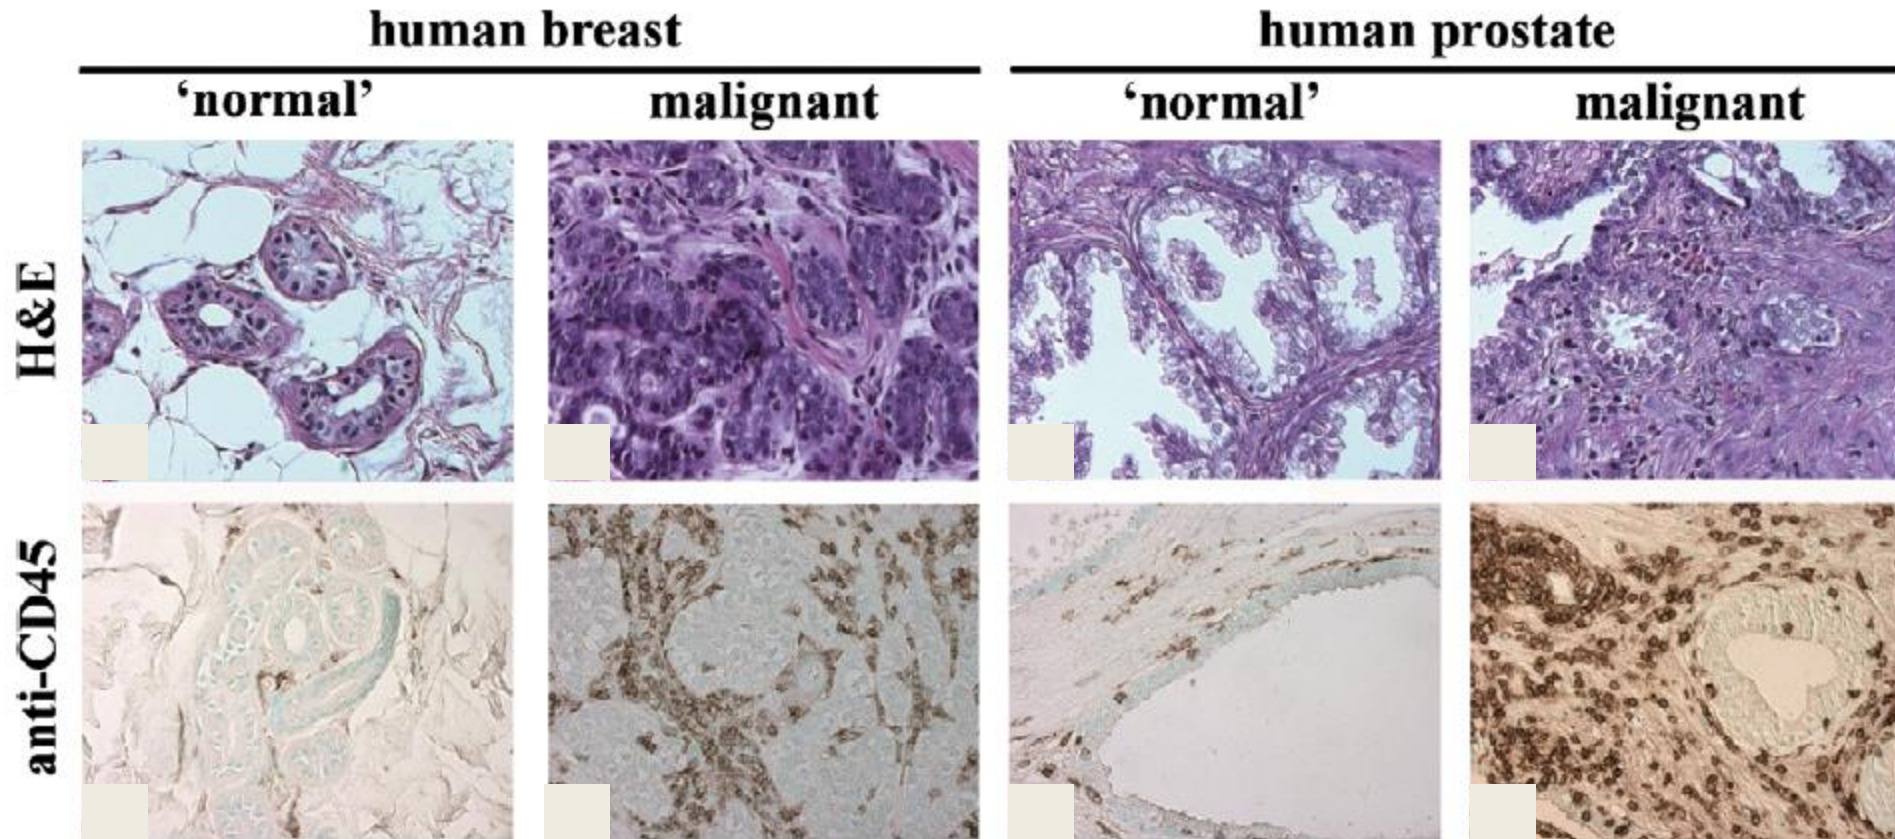 human breast
human prostate
‘normal’
malignant
‘normal’
malignant
H&E
anti-CD45